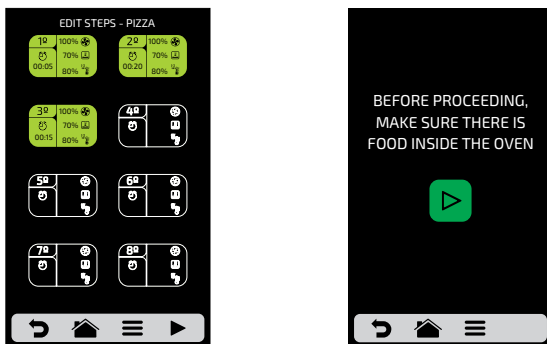 EDIT STEPS - PIZZA
1º 100%
70%
00:05
80%
2º 100%
70%
00:20
80%
3º 100%
70%
00:15
80%
4º
5º
6º
7º
8º
BEFORE PROCEEDING,
MAKE SURE THERE IS
FOOD INSIDE THE OVEN